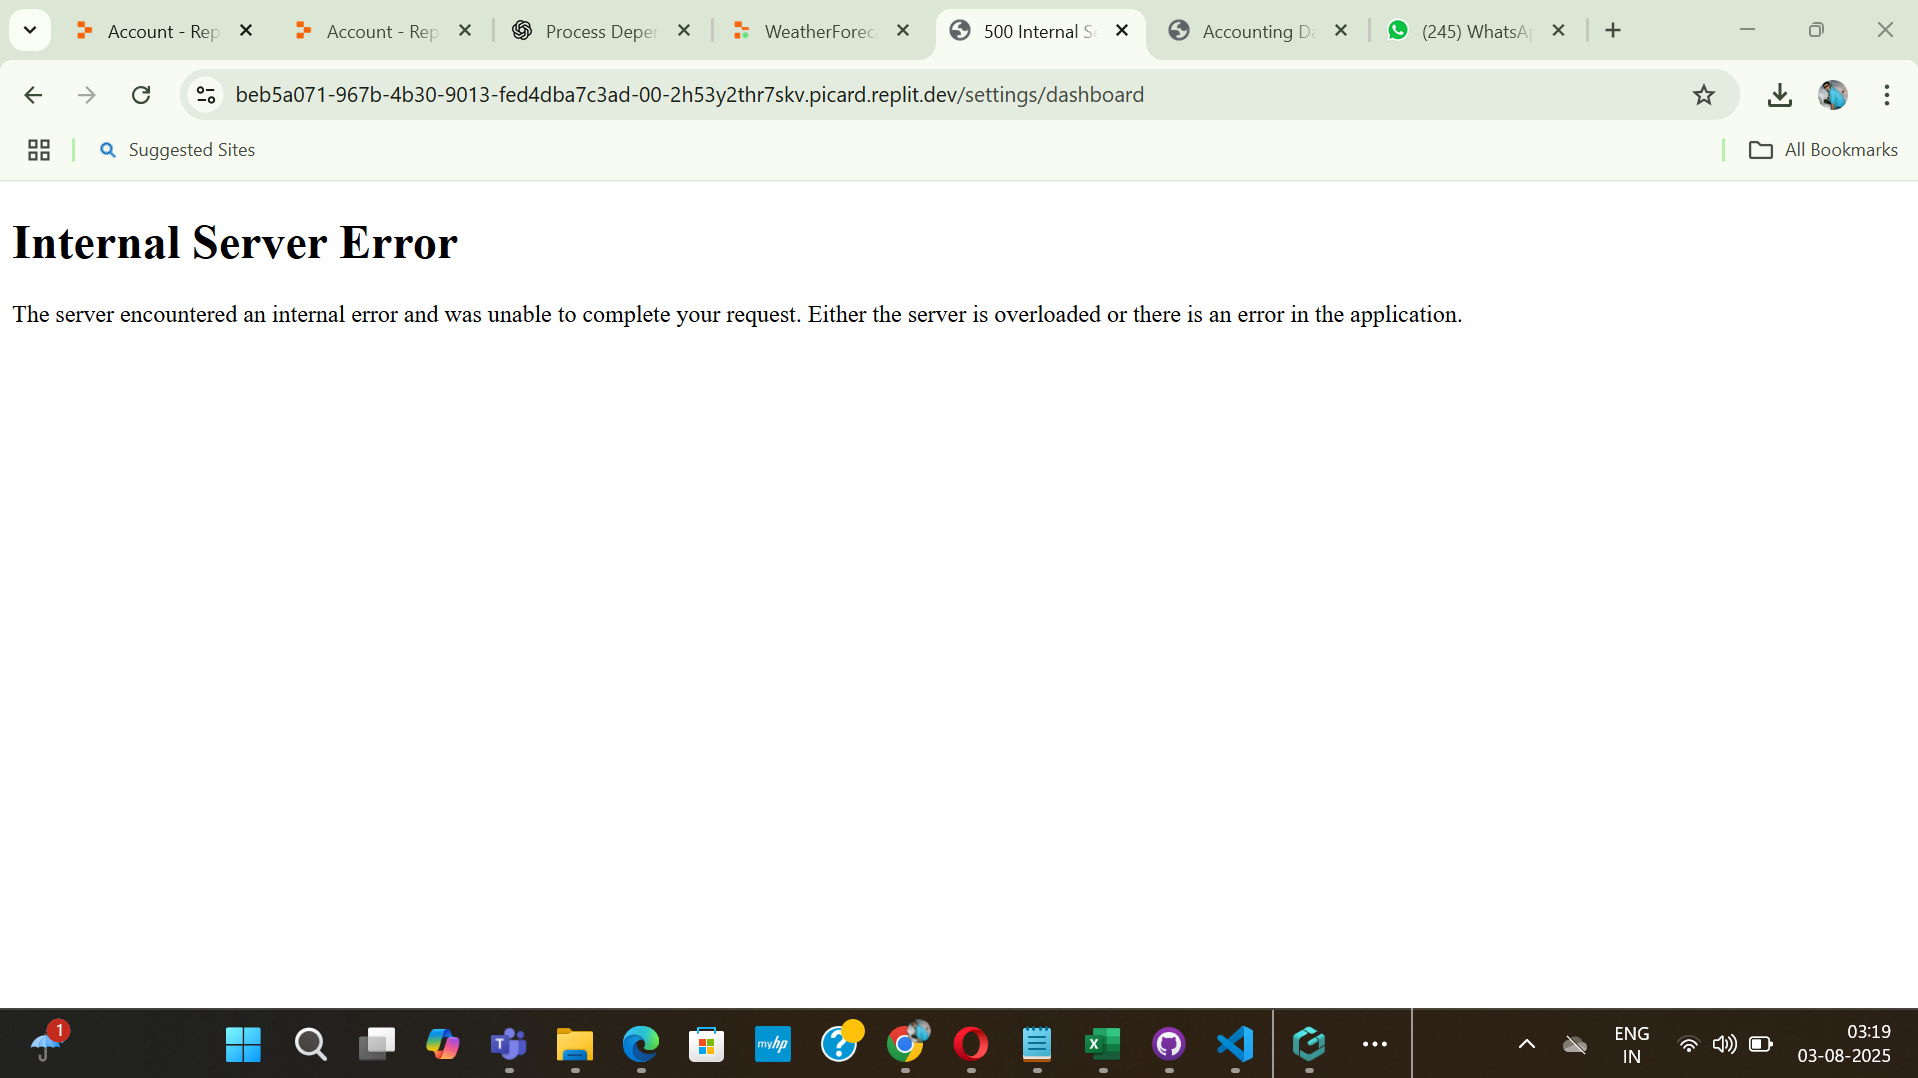 Account - Rep
Account - Rep
Process Deper
WeatherForec
500 Internal S
Accounting D
(245) WhatsA
beb5a071-967b-4b30-9013-fed4dba7c3ad-00-2h53y2thr7skv.picard.replit.dev/settings/dashboard
Suggested Sites
All Bookmarks
Internal Server Error
The server encountered an internal error and was unable to complete your request. Either the server is overloaded or there is an error in the application.
1
myhp
ENG
IN
03:19
03-08-2025